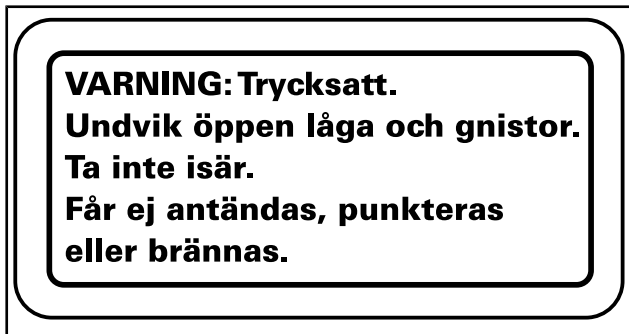 VARNING: Trycksatt.
Undvik öppen låga och gnistor.
Ta inte isär.
Får ej antändas, punkteras
eller brännas.